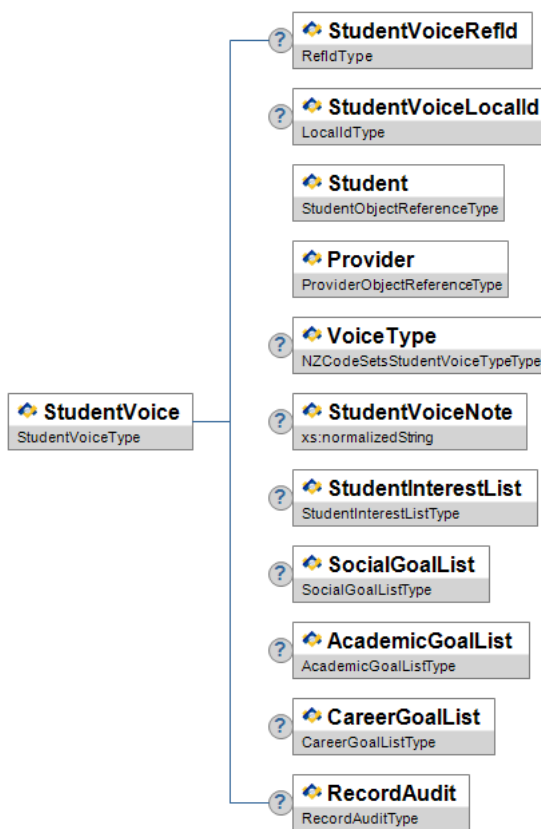 ? StudentVoiceRefId
RefIdType
? StudentVoiceLocalId
LocalIdType
Student
StudentObjectReferenceType
Provider
ProviderObjectReferenceType
? VoiceType
NZCodeSetsStudentVoiceTypeType
StudentVoice
StudentVoiceType
? StudentVoiceNote
xs:normalizedString
? StudentInterestList
StudentInterestListType
? SocialGoalList
SocialGoalListType
? AcademicGoalList
AcademicGoalListType
? CareerGoalList
CareerGoalListType
? RecordAudit
RecordAuditType